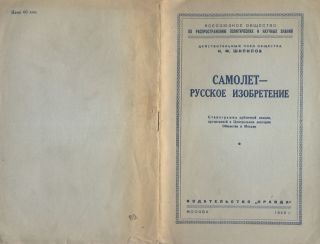 Цена 60 коп.
ВСЕСОЮЗНОЕ ОБЩЕСТВО
ПО РАСПРОСТРАНЕНИЮ ПОЛИТИЧЕСКИХ И НАУЧНЫХ ЗНАНИЙ
ДЕЙСТВИТЕЛЬНЫЙ ЧЛЕН ОБЩЕСТВА
Н. Ф. ШИПИЛОВ
САМОЛЕТ—
РУССКОЕ ИЗОБРЕТЕНИЕ
Стенограмма публичной лекции,
прочитанной в Центральном лектории
Общества в Москве
ИЗДАТЕЛЬСТВО „ПРАВДА"
МОСКВА